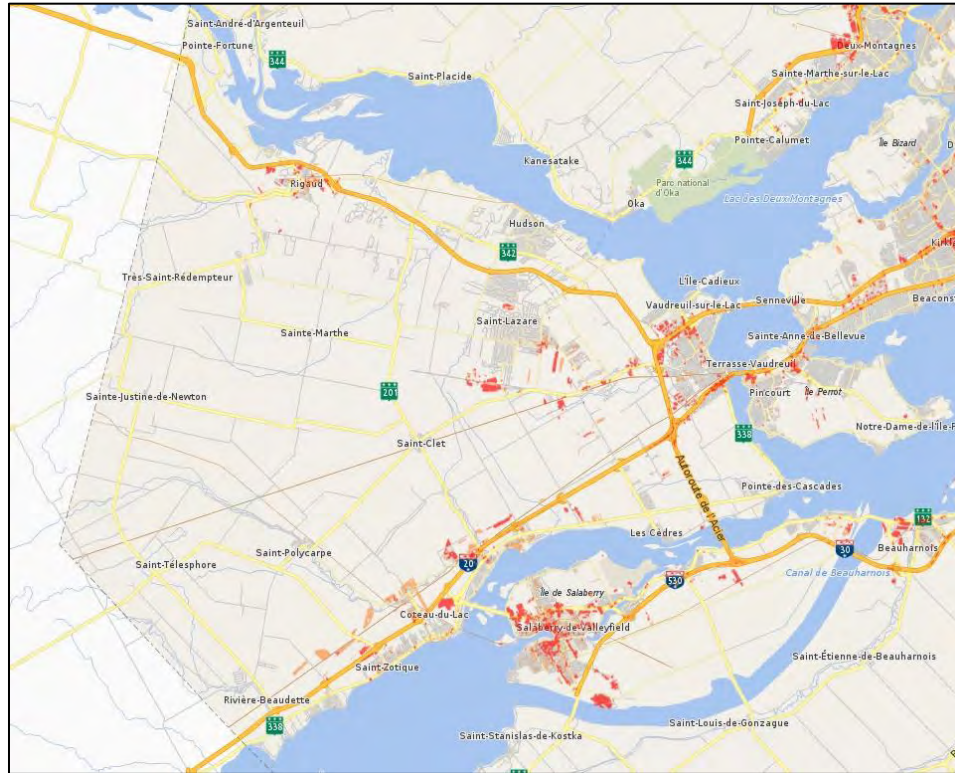 Saint-André-d'Argenteuil
Pointe-Fortune
344
Saint-Placide
Deux-Montagnes
Sainte-Marthe-sur-le-Lac
Saint-Joseph-du-Lac
Pointe-Calumet
344
Île Bizard
Kanesatake
Parc national
d'Oka
Oka
Lac des Deux Montagnes
Rigaud
Hudson
342
L'Île-Cadieux
Vaudreuil-sur-le-Lac
Senneville
Très-Saint-Rédempteur
Saint-Lazare
Sainte-Marthe
Sainte-Anne-de-Bellevue
Terrasse-Vaudreuil
201
Sainte-Justine-de-Newton
Pincourt
Île Perrot
Saint-Clet
338
Autoroute de l'Acier
Pointe-des-Cascades
Saint-Polycarpe
Les Cèdres
132
Beauharnois
30
Saint-Télesphore
20
530
Canal de Beauharnois
Île de Salaberry
Coteau-du-Lac
Salaberry-de-Valleyfield
Saint-Zotique
Saint-Étienne-de-Beauharnois
Rivière-Beaudette
338
Saint-Louis-de-Gonzague
Saint-Stanislas-de-Kostka